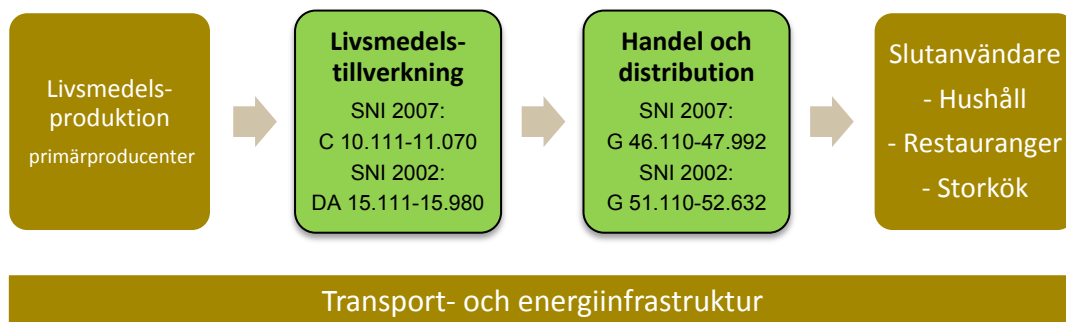 Livsmedels-
produktion
primärproducenter
Livsmedels-
tillverkning
SNI 2007:
C 10.111-11.070
SNI 2002:
DA 15.111-15.980
Handel och
distribution
SNI 2007:
G 46.110-47.992
SNI 2002:
G 51.110-52.632
Slutanvändare
- Hushåll
- Restauranger
- Storkök
Transport- och energiinfrastruktur